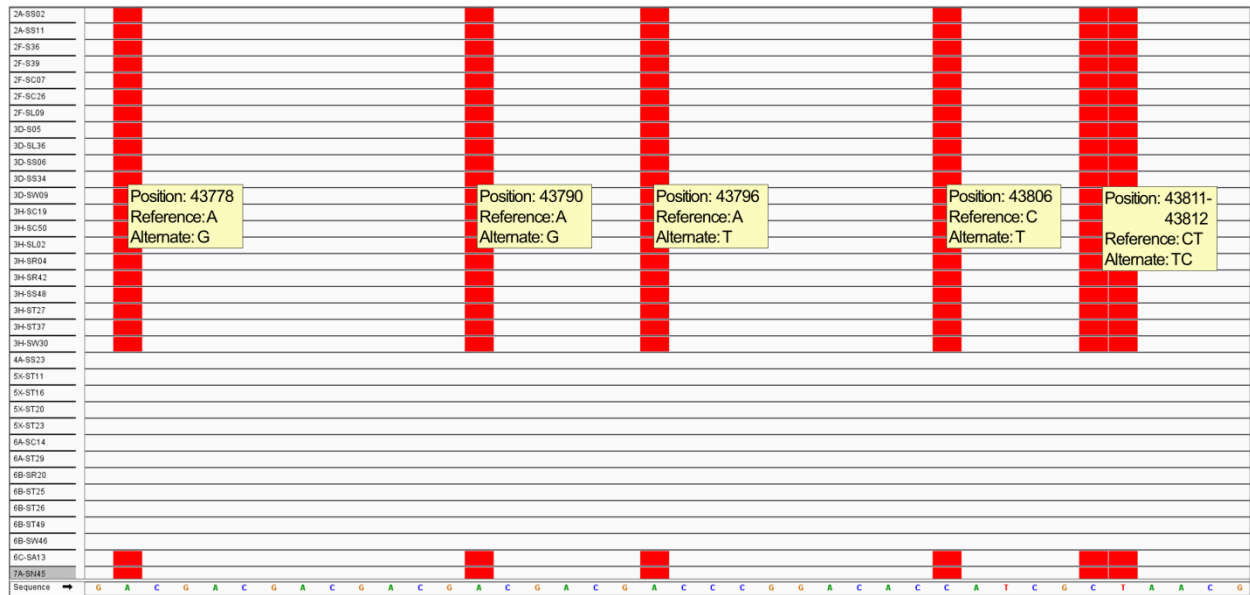 2A-SS02
2A-SS11
2F-S36
2F-S39
2F-SC07
2F-SC26
2F-SL09
3D-S05
3D-SL36
3D-SS06
3D-SS34
3D-SW09
3H-SC19
3H-SC50
3H-SL02
3H-SR04
3H-SR42
3H-SS48
3H-ST27
3H-ST37
3H-SW30
4A-SS23
5X-ST11
5X-ST16
5X-ST20
5X-ST23
6A-SC14
6A-ST29
6B-SR20
6B-ST25
6B-ST26
6B-ST49
6B-SW46
6C-SA13
7A-SN45
Position: 43778
Reference: A
Alternate: G
Position: 43790
Reference: A
Alternate: G
Position: 43796
Reference: A
Alternate: T
Position: 43806
Reference: C
Alternate: T
Position: 43811-
43812
Reference: CT
Alternate: TC
Sequence → G A C G A C G A C G A C G A C G A C G A C C C G G A C A C C A T C G C T A A C G